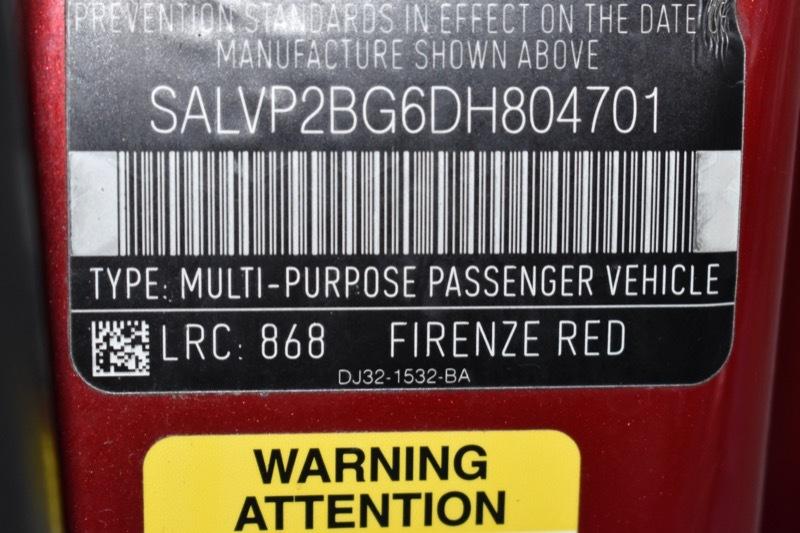 PREVENTION STANDARDS IN EFFECT ON THE DATE
MANUFACTURE SHOWN ABOVE
SALVP2BG6DH804701
TYPE: MULTI-PURPOSE PASSENGER VEHICLE
LRC: 868 FIRENZE RED
DJ32-1532-BA
WARNING
ATTENTION